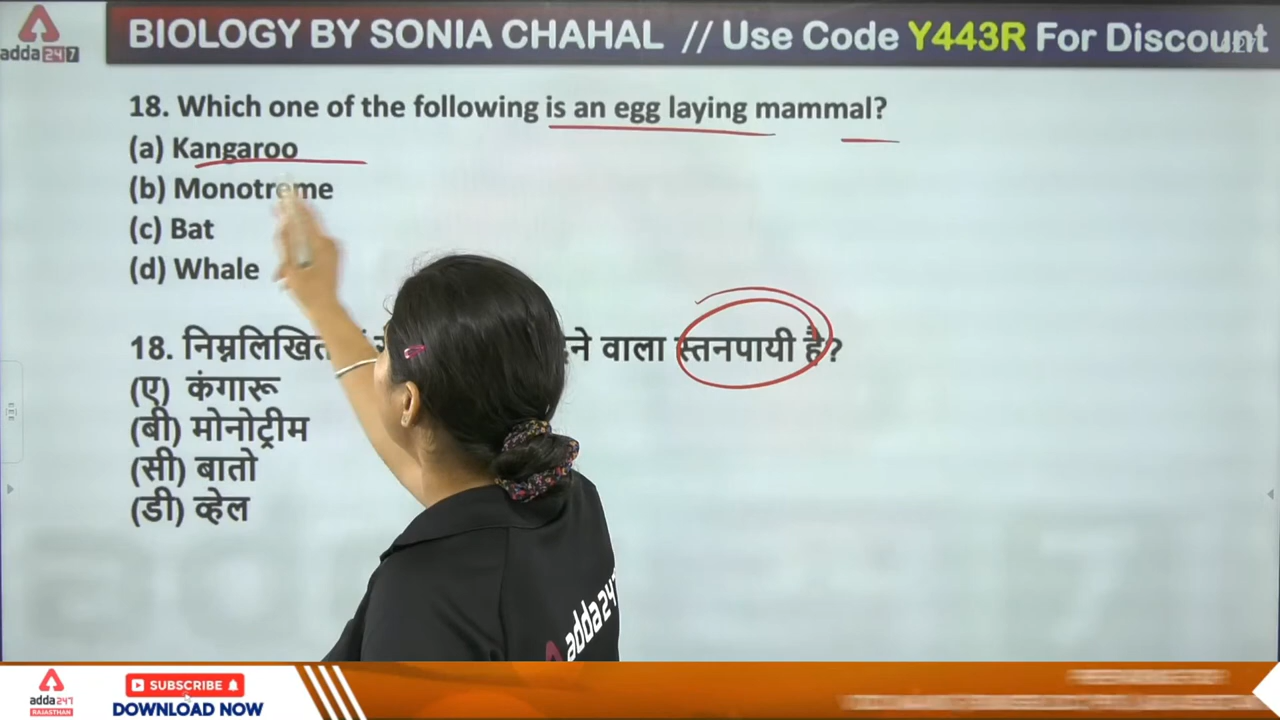 BIOLOGY BY SONIA CHAHAL // Use Code Y443R For Discount
adda247
18. Which one of the following is an egg laying mammal?
(a) Kangaroo
(b) Monotreme
(c) Bat
(d) Whale
18. निम्नलिखित वाला स्तनपायी है?
(ए) कंगारू
(बी) मोनोट्रीम
(सी) बातो
(डी) व्हेल
adda247
adda247
RAJASTHAN
SUBSCRIBE
DOWNLOAD NOW